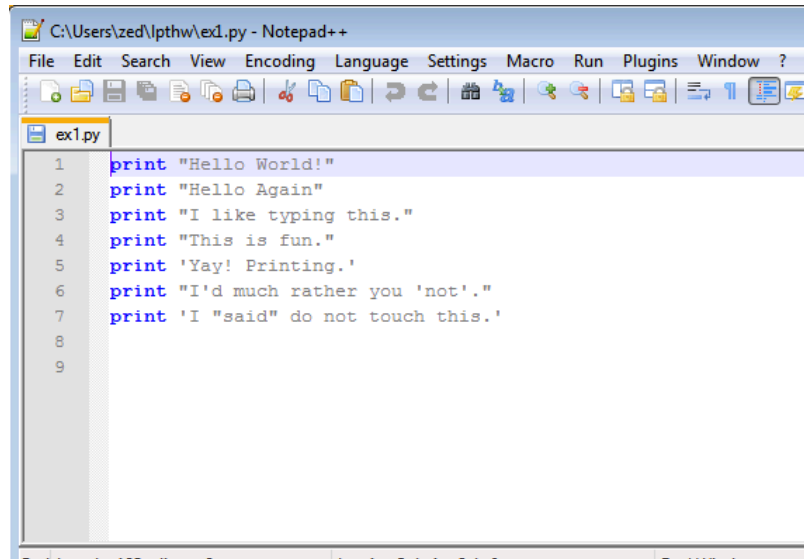 C:\Users\zed\lpthw\ex1.py - Notepad++
File Edit Search View Encoding Language Settings Macro Run Plugins Window ?
ex1.py
1 print "Hello World!"
2 print "Hello Again"
3 print "I like typing this."
4 print "This is fun."
5 print 'Yay! Printing.'
6 print "I'd much rather you 'not'."
7 print 'I "said" do not touch this.'
8
9